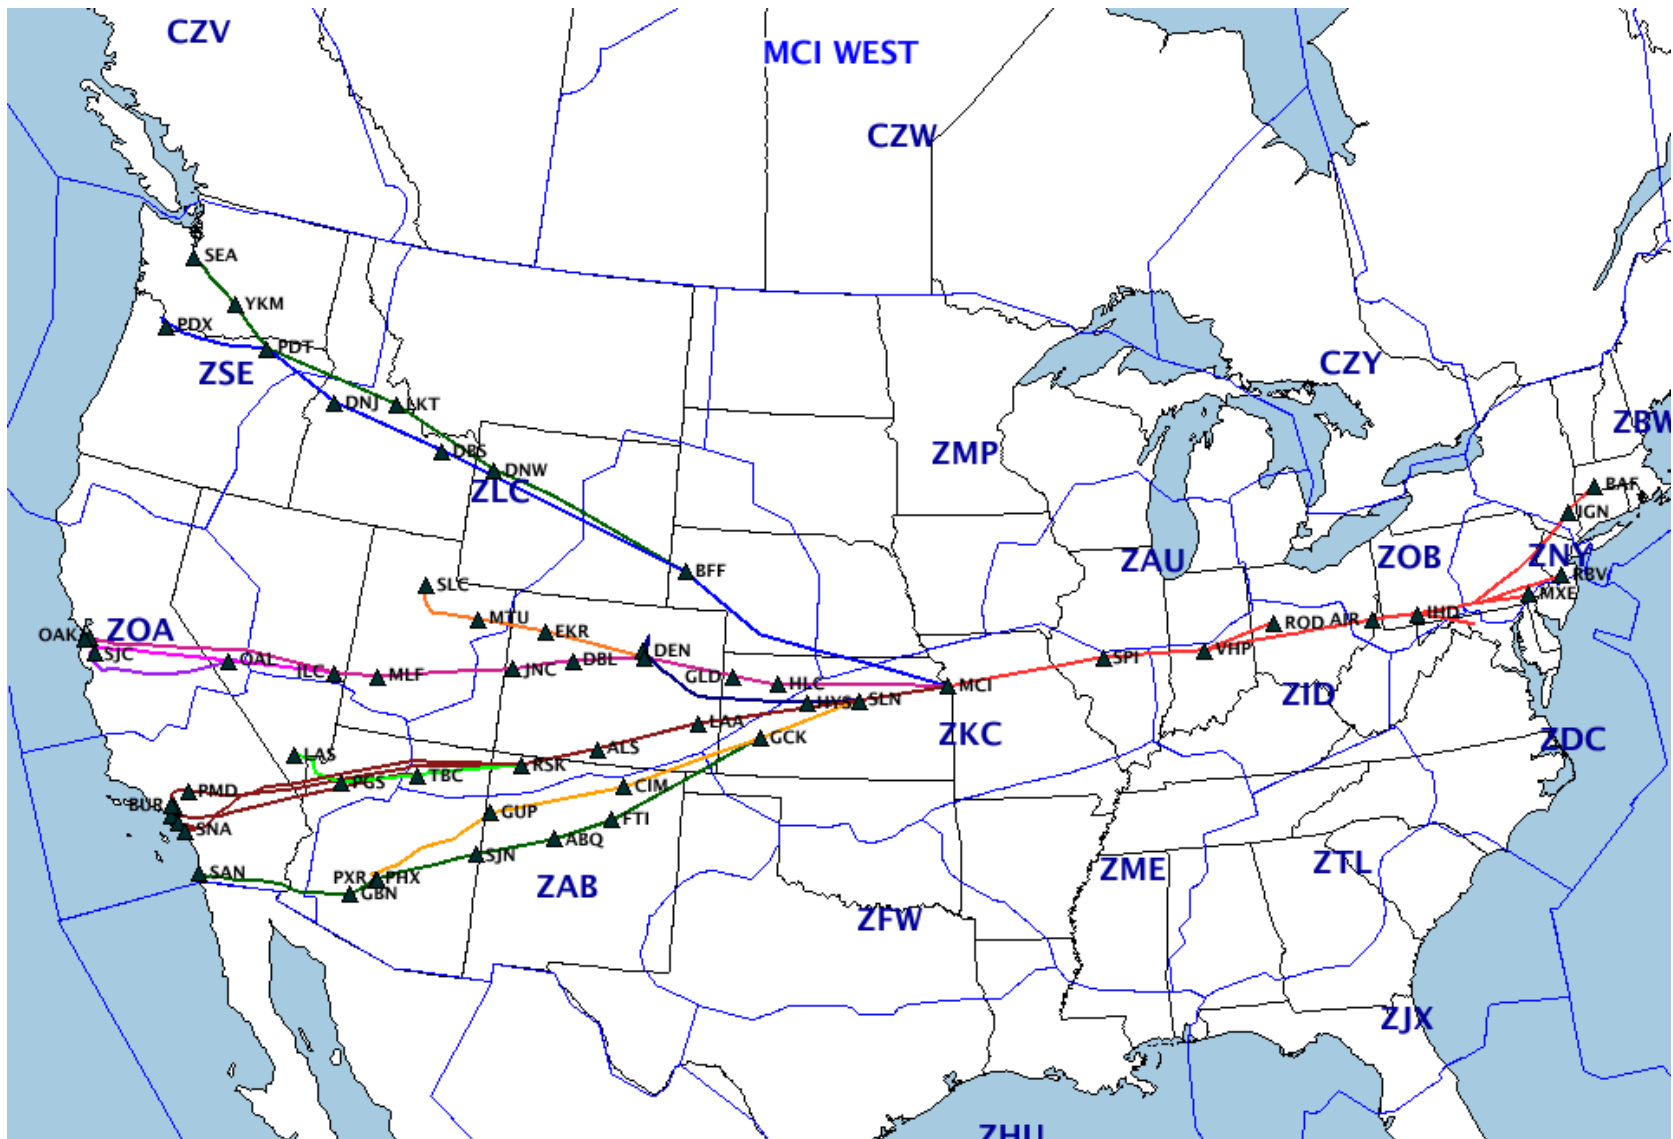 CZV
MCI WEST
CZW
SEA
YKM
PDX
PDT
ZSE
CZY
DNJ
LKT
ZBW
DBS
ZMP
DNW
ZLC
BAF
IGN
ZAU
ZOB
ZNY
BFF
RBV
SLC
MXE
MTU
IHD
AIR
ROD
EKR
OAK
ZOA
SJC
DEN
VHP
OAL
DBL
SPI
ILC
MLF
JNC
GLD
HLC
MCI
ZID
HYS
SLN
LAA
ZKC
GCK
ZDC
ALS
LAS
RSK
TBC
PGS
PMD
CIM
BUR
GUP
FTI
SNA
ABQ
SJN
ZTL
ZME
SAN
PXR
PHX
ZAB
GBN
ZFW
ZJX
ZHU